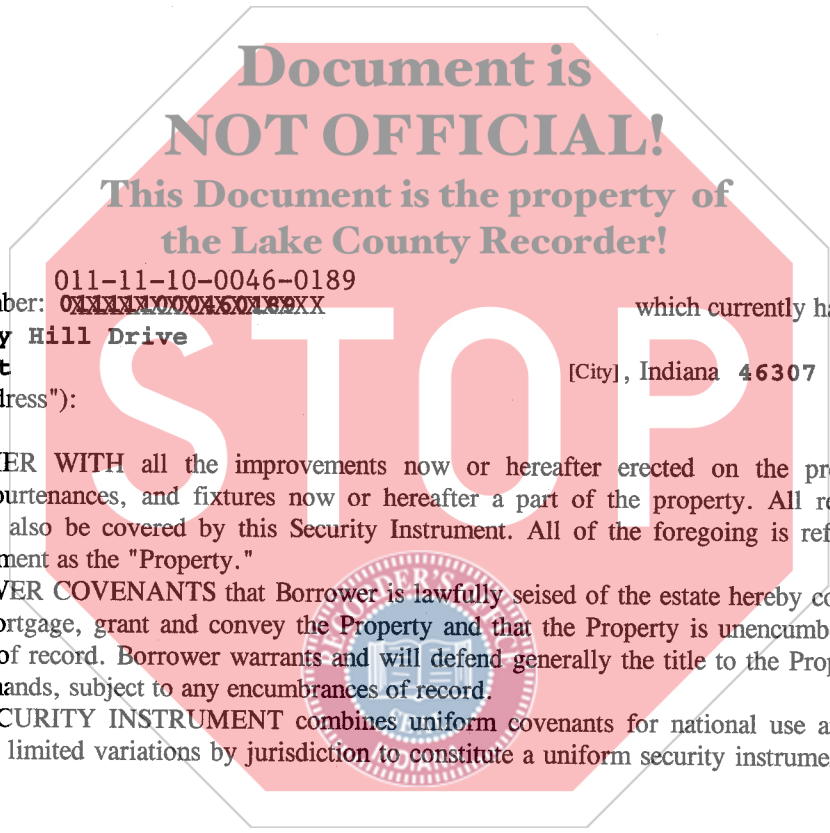 Document is
NOT OFFICIAL!
This Document is the property of
the Lake County Recorder!
011-11-10-0046-0189
nber: which currently ha
y Hill Drive
t [City], Indiana 46307
dress"):
STOP
ER WITH all the improvements now or hereafter erected on the pro
ourtenances, and fixtures now or hereafter a part of the property. All re
also be covered by this Security Instrument. All of the foregoing is ref
ment as the "Property."
VER COVENANTS that Borrower is lawfully seised of the estate hereby co
ortgage, grant and convey the Property and that the Property is unencumb
of record. Borrower warrants and will defend generally the title to the Prop
nands, subject to any encumbrances of record.
CURITY INSTRUMENT combines uniform covenants for national use a
limited variations by jurisdiction to constitute a uniform security instrume